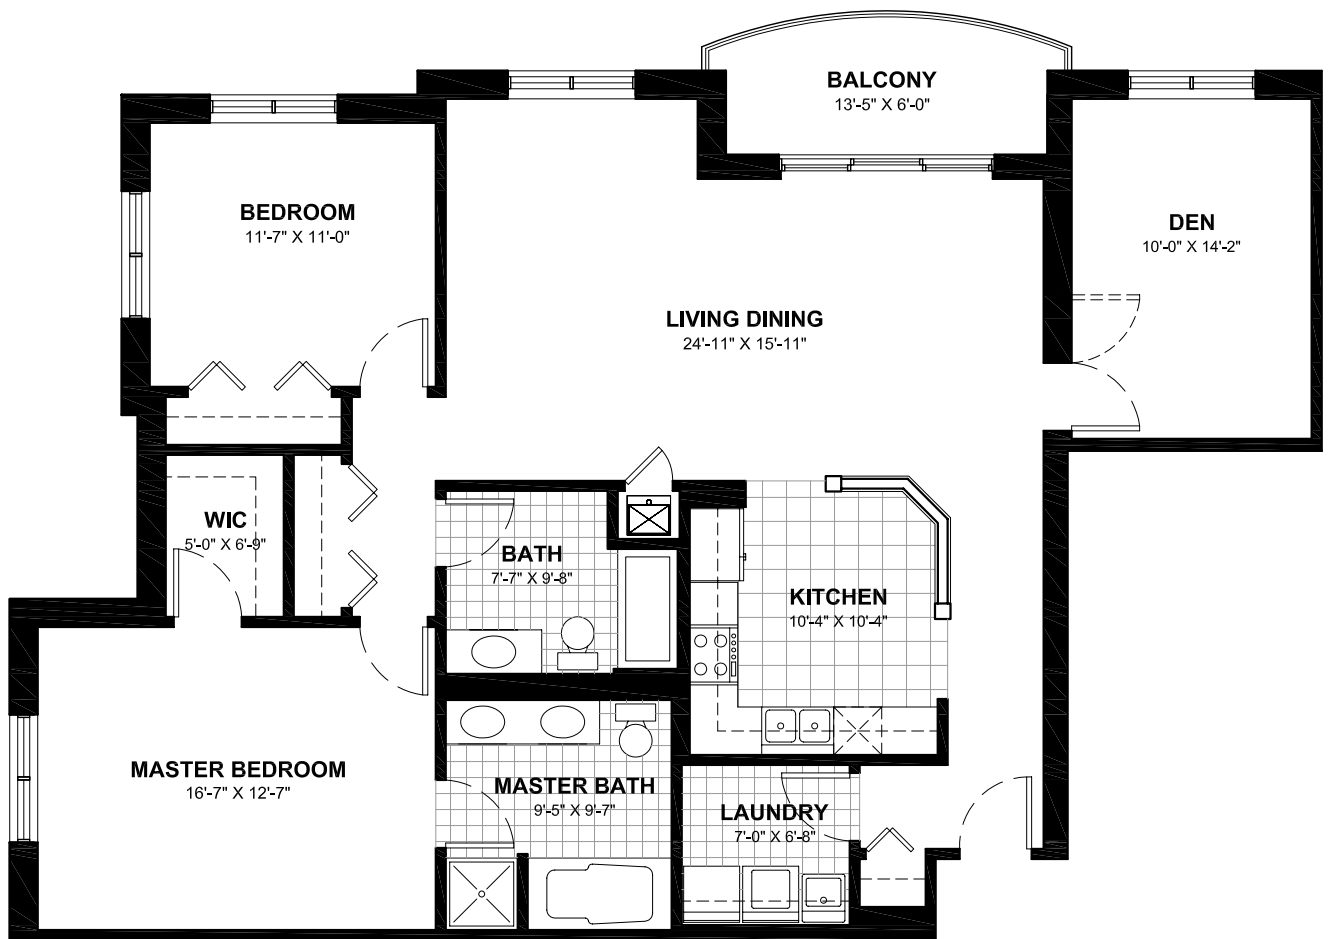 BALCONY
13'-5" X 6'-0"
BEDROOM
11'-7" X 11'-0"
DEN
10'-0" X 14'-2"
LIVING DINING
24'-11" X 15'-11"
WIC
5'-0" X 6'-9"
BATH
7'-7" X 9'-8"
KITCHEN
10'-4" X 10'-4"
MASTER BEDROOM
16'-7" X 12'-7"
MASTER BATH
9'-5" X 9'-7"
LAUNDRY
7'-0" X 6'-8"